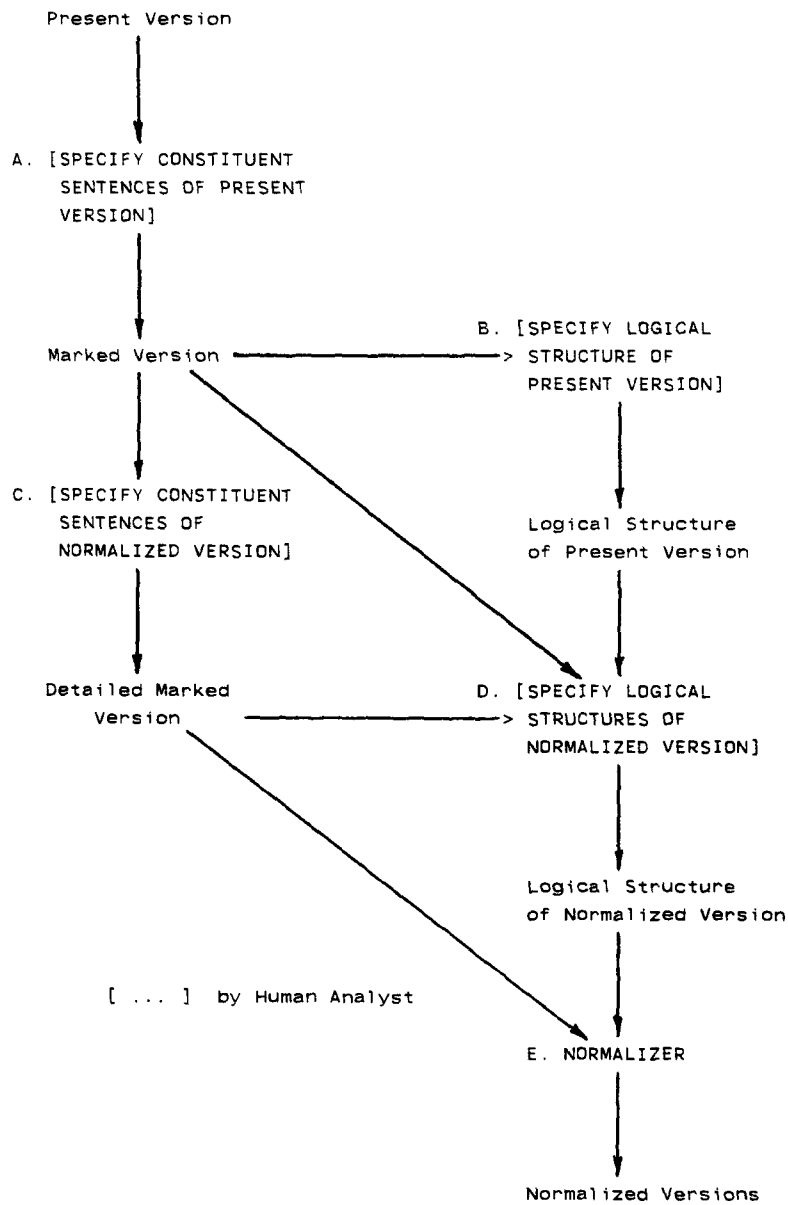 Present Version
A. [SPECIFY CONSTITUENT
SENTENCES OF PRESENT
VERSION]
Marked Version
B. [SPECIFY LOGICAL
> STRUCTURE OF
PRESENT VERSION]
C. [SPECIFY CONSTITUENT
SENTENCES OF
NORMALIZED VERSION]
Logical Structure
of Present Version
Detailed Marked
Version
D. [SPECIFY LOGICAL
> STRUCTURES OF
NORMALIZED VERSION]
Logical Structure
of Normalized Version
[ ... ] by Human Analyst
E. NORMALIZER
Normalized Versions